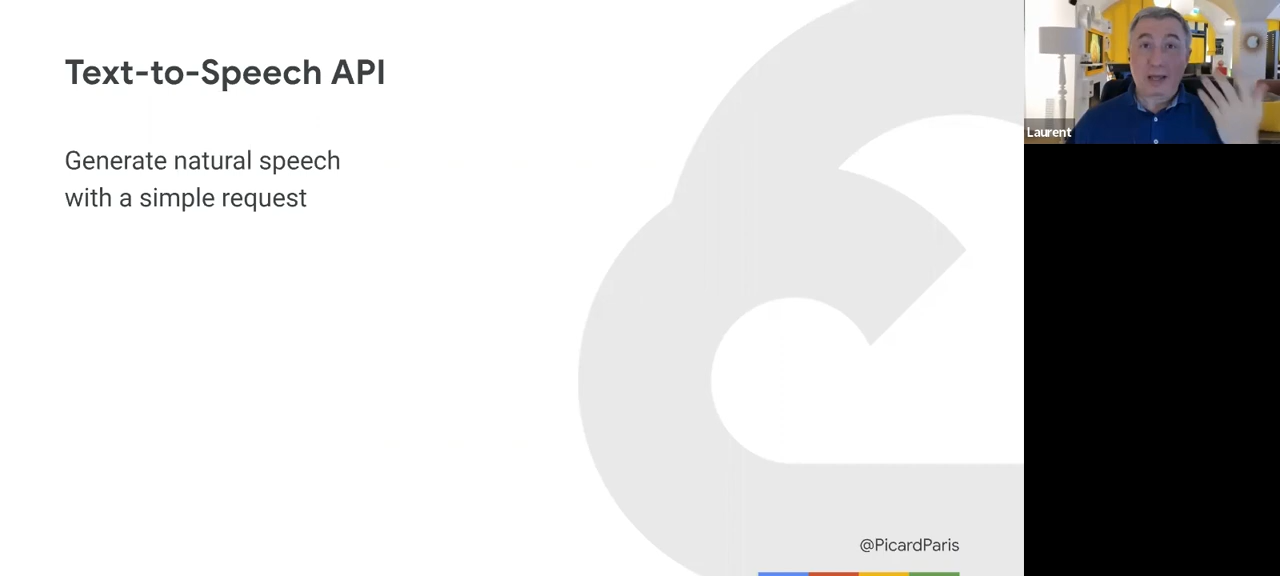 Text-to-Speech API
Generate natural speech
with a simple request
Laurent
@PicardParis